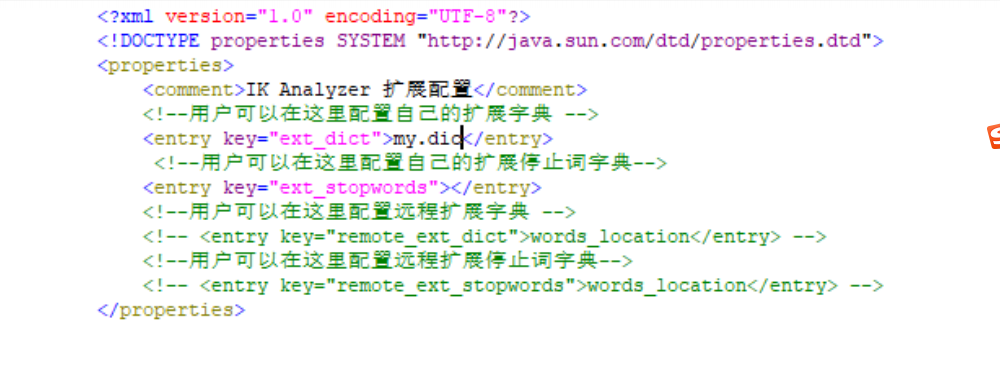 <?xml version="1.0" encoding="UTF-8"?>
<!DOCTYPE properties SYSTEM "http://java.sun.com/dtd/properties.dtd">
<properties>
<comment>IK Analyzer 扩展配置</comment>
<!--用户可以在这里配置自己的扩展字典 -->
<entry key="ext_dict">my.dic</entry>
<!--用户可以在这里配置自己的扩展停止词字典-->
<entry key="ext_stopwords"></entry>
<!--用户可以在这里配置远程扩展字典 -->
<!-- <entry key="remote_ext_dict">words_location</entry> -->
<!--用户可以在这里配置远程扩展停止词字典-->
<!-- <entry key="remote_ext_stopwords">words_location</entry> -->
</properties>